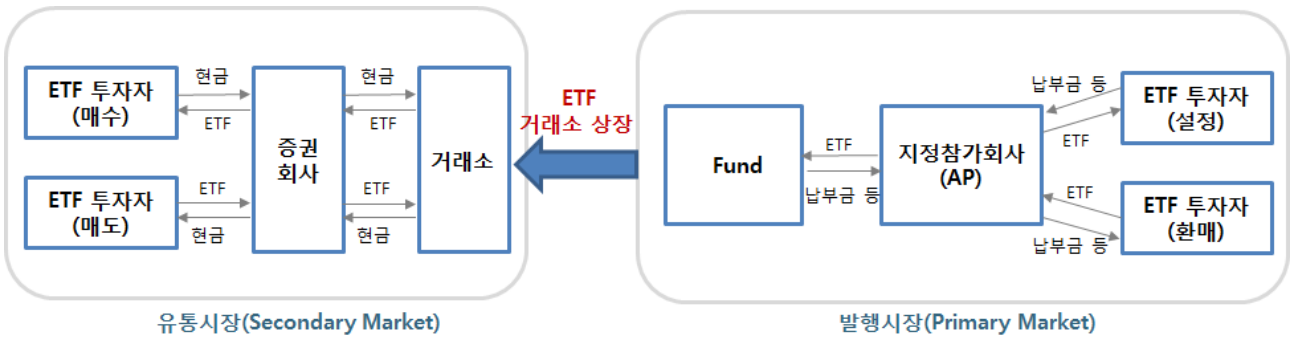 ETF 투자자
(매수)
현금
ETF
ETF 투자자
(매도)
ETF
현금
증권
회사
현금
ETF
ETF
현금
거래소
유통시장(Secondary Market)
ETF
거래소 상장
Fund
ETF
납부금 등
지정참가회사
(AP)
납부금 등
ETF
ETF 투자자
(설정)
ETF
납부금 등
ETF 투자자
(환매)
발행시장(Primary Market)